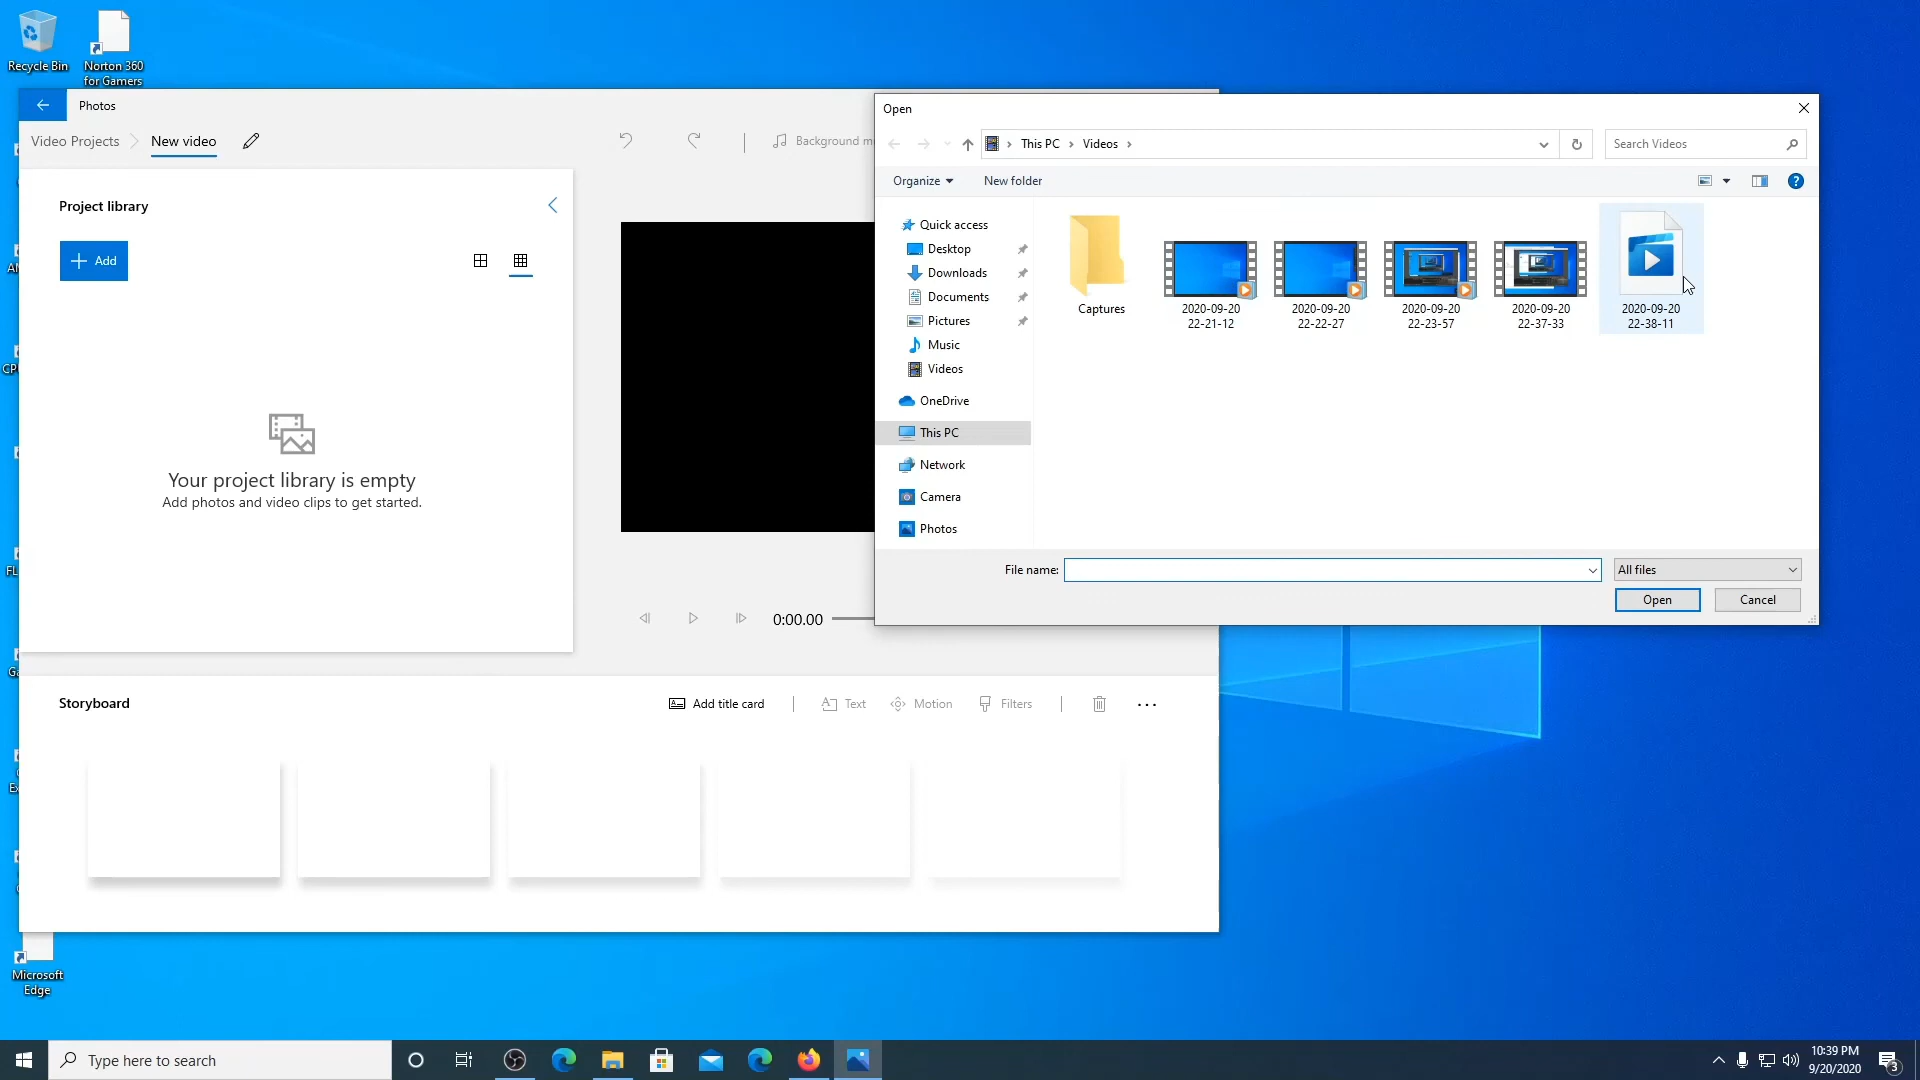 Recycle Bin
Norton 360
for Gamers
Photos
Video Projects
New video
Background m
Project library
Add
Your project library is empty
Add photos and video clips to get started.
0:00.00
Storyboard
Add title card
Text
Motion
Filters
Open
This PC
Videos
Search Videos
Organize
New folder
Quick access
Desktop
Downloads
Documents
Pictures
Music
Videos
OneDrive
This PC
Network
Camera
Photos
Captures
2020-09-20
22-21-12
2020-09-20
22-22-27
2020-09-20
22-23-57
2020-09-20
22-37-33
2020-09-20
22-38-11
File name:
All files
Open
Cancel
Microsoft
Edge
Type here to search
10:39 PM
9/20/2020
3